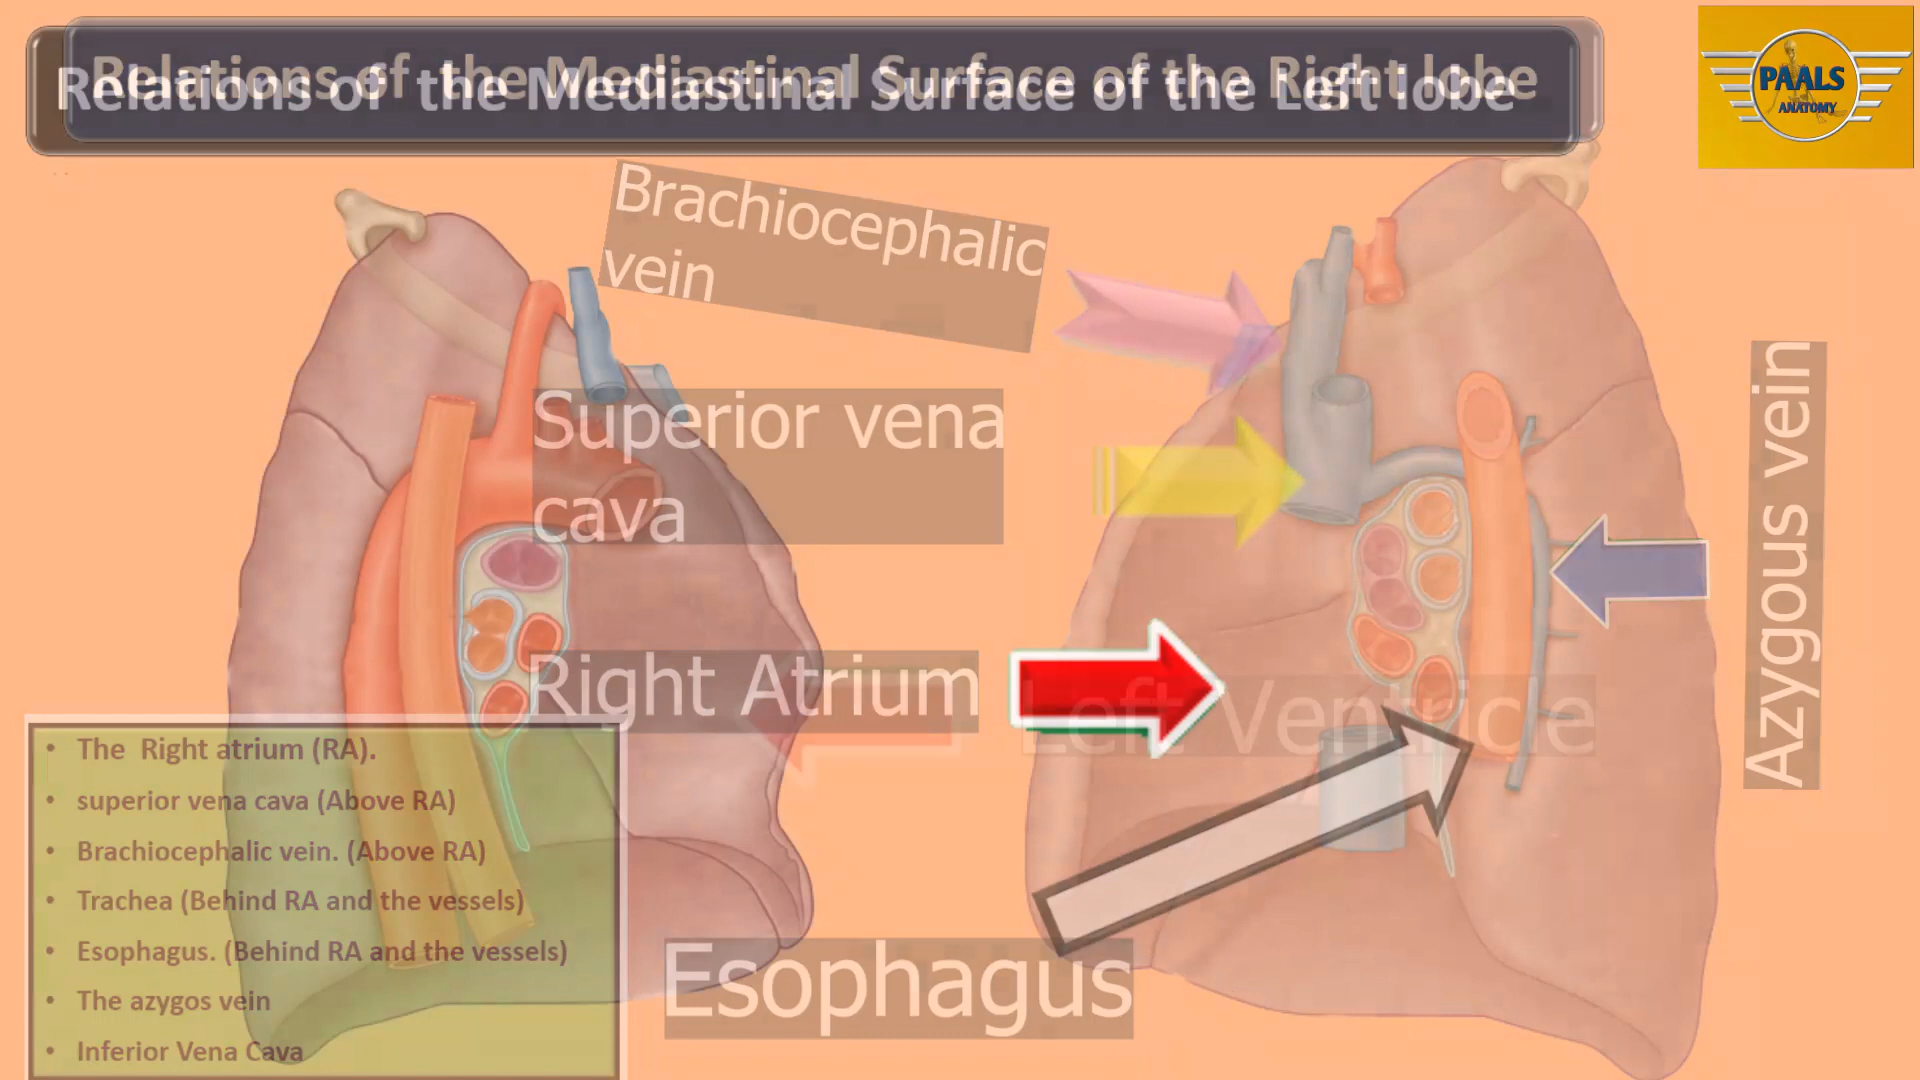 Relations of the Mediastinal Surface of the Right lobe
Relations of the Mediastinal Surface of the Left lobe
PAALS
ANATOMY
Brachiocephalic
vein
Superior vena
cava
Right Atrium
Left Ventricle
Azygous vein
Esophagus
• The Right atrium (RA).
• superior vena cava (Above RA)
• Brachiocephalic vein. (Above RA)
• Trachea (Behind RA and the vessels)
• Esophagus. (Behind RA and the vessels)
• The azygos vein
• Inferior Vena Cava